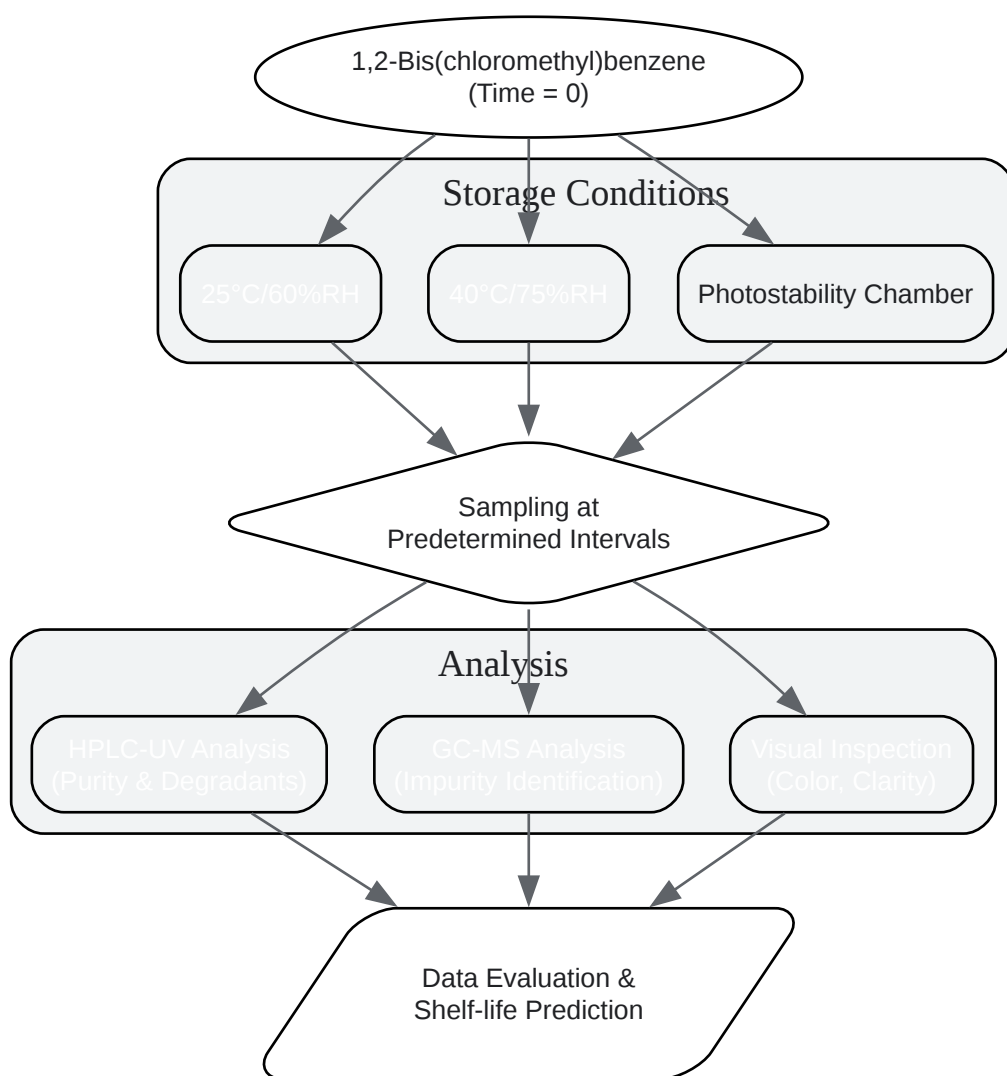 1,2-Bis(chloromethyl)benzene
(Time = 0)
Storage Conditions
25°C/60%RH
40°C/75%RH
Photostability Chamber
Sampling at
Predetermined Intervals
Analysis
HPLC-UV Analysis
(Purity & Degradants)
GC-MS Analysis
(Impurity Identification)
Visual Inspection
(Color, Clarity)
Data Evaluation &
Shelf-life Prediction